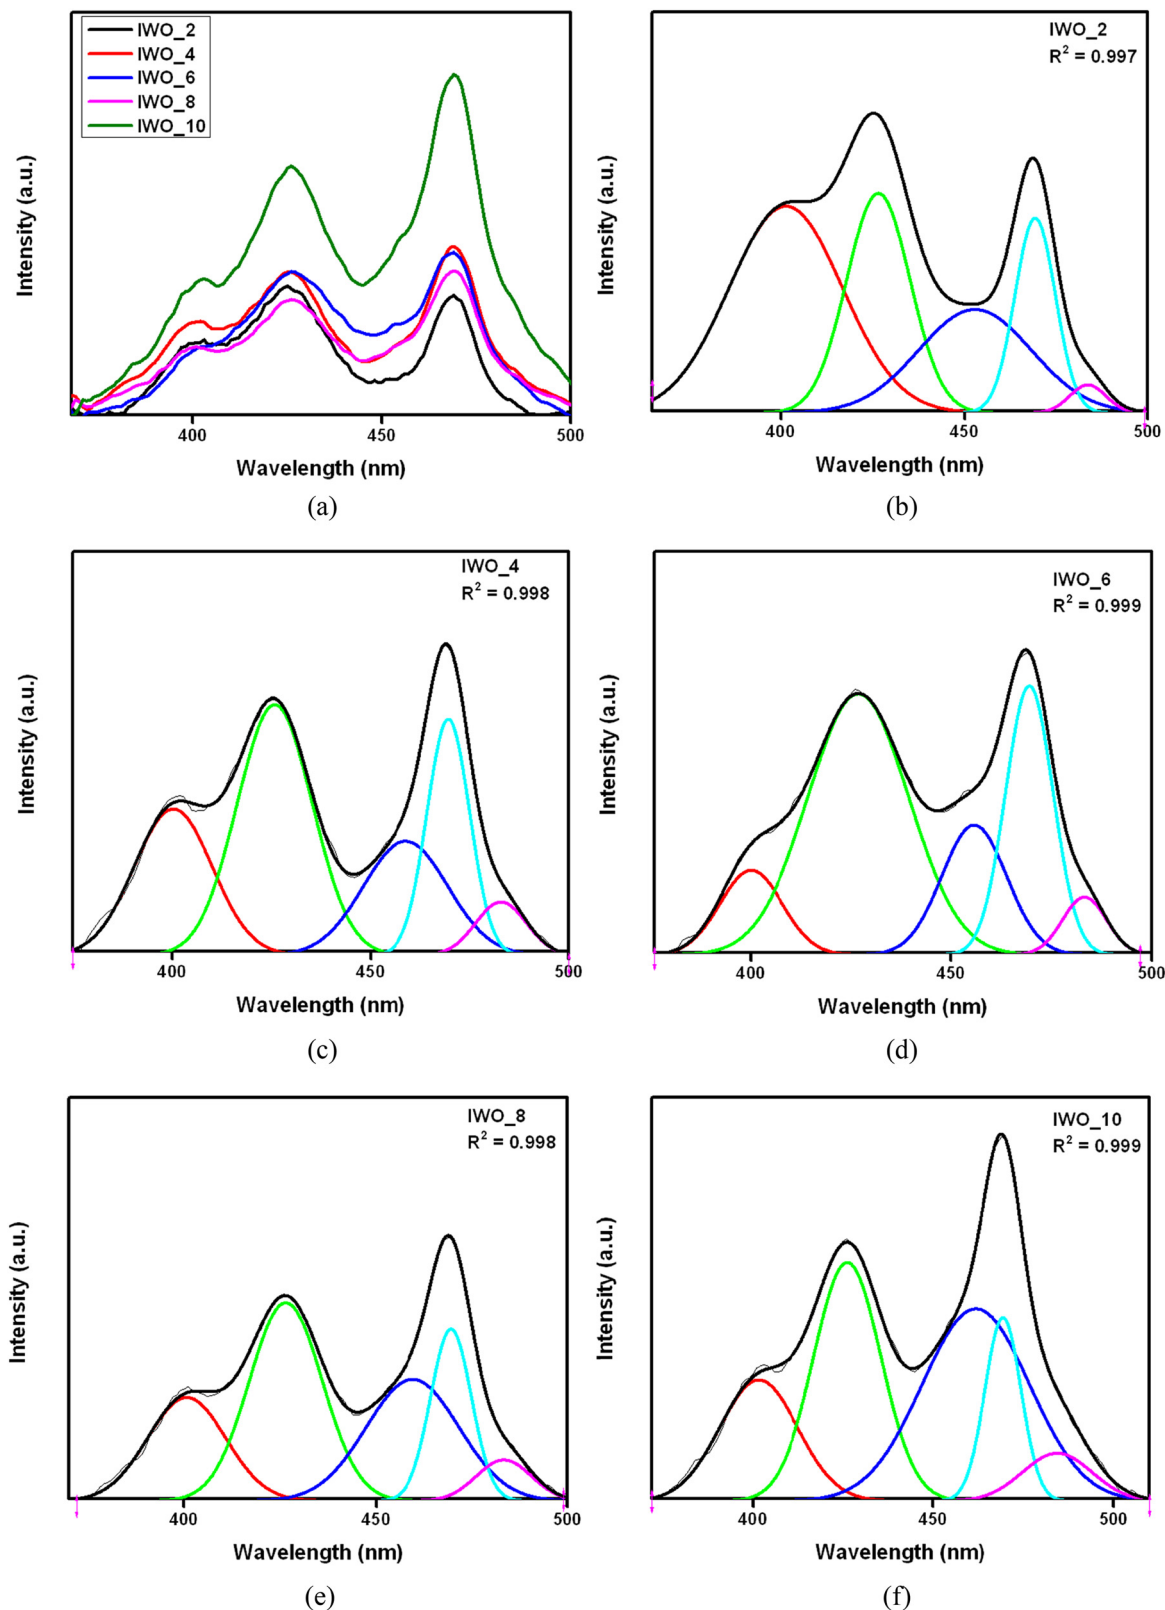 IWO_2
IWO_4
IWO_6
IWO_8
IWO_10
Intensity (a.u.)
400
450
500
Wavelength (nm)
(a)
IWO_2
R² = 0.997
Intensity (a.u.)
400
450
500
Wavelength (nm)
(b)
IWO_4
R² = 0.998
Intensity (a.u.)
400
450
500
Wavelength (nm)
(c)
IWO_6
R² = 0.999
Intensity (a.u.)
400
450
500
Wavelength (nm)
(d)
IWO_8
R² = 0.998
Intensity (a.u.)
400
450
500
Wavelength (nm)
(e)
IWO_10
R² = 0.999
Intensity (a.u.)
400
450
500
Wavelength (nm)
(f)